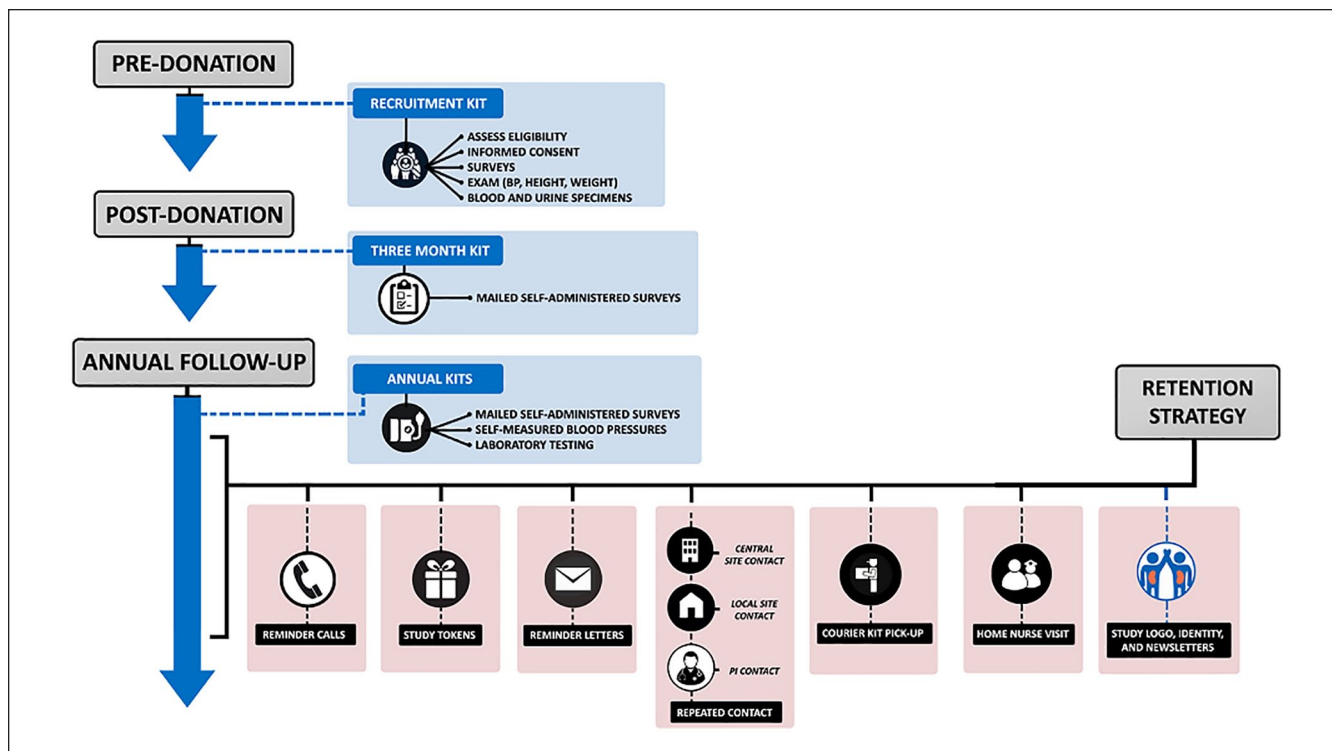 PRE-DONATION
RECRUITMENT KIT
ASSESS ELIGIBILITY
INFORMED CONSENT
SURVEYS
EXAM (BP, HEIGHT, WEIGHT)
BLOOD AND URINE SPECIMENS
POST-DONATION
THREE MONTH KIT
MAILED SELF-ADMINISTERED SURVEYS
ANNUAL FOLLOW-UP
ANNUAL KITS
MAILED SELF-ADMINISTERED SURVEYS
SELF-MEASURED BLOOD PRESSURES
LABORATORY TESTING
RETENTION
STRATEGY
REMINDER CALLS
STUDY TOKENS
REMINDER LETTERS
CENTRAL
SITE CONTACT
LOCAL SITE
CONTACT
PI CONTACT
REPEATED CONTACT
COURIER KIT PICK-UP
HOME NURSE VISIT
STUDY LOGO, IDENTITY,
AND NEWSLETTERS